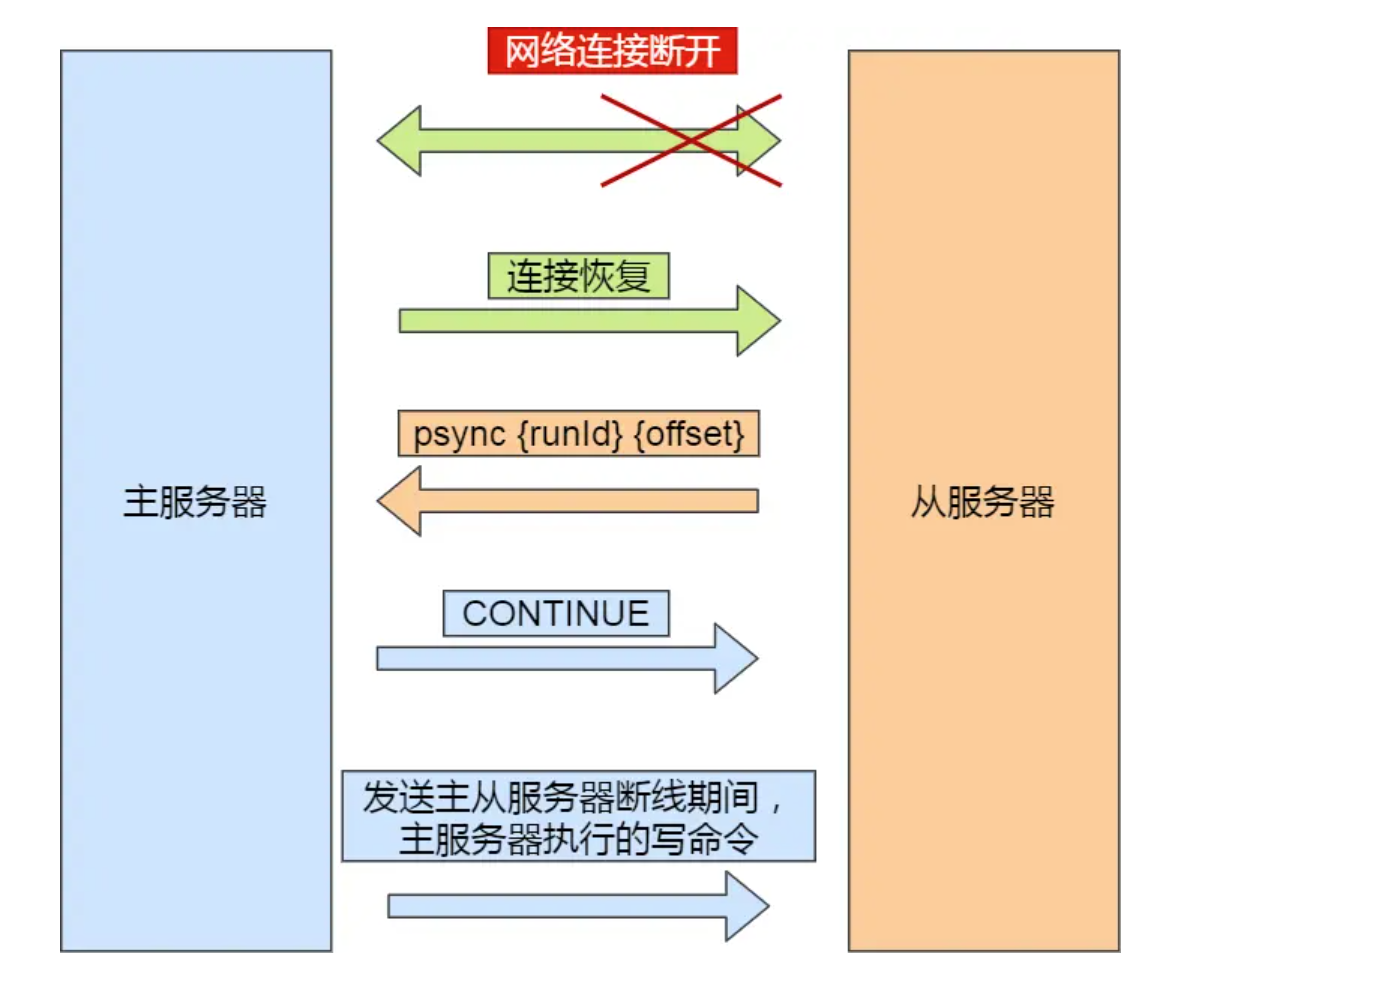 网络连接断开
连接恢复
psync {runId} {offset}
主服务器
从服务器
CONTINUE
发送主从服务器断线期间，
主服务器执行的写命令